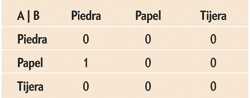 A | B Piedra Papel Tijera
Piedra 0 0 0
Papel 1 0 0
Tijera 0 0 0